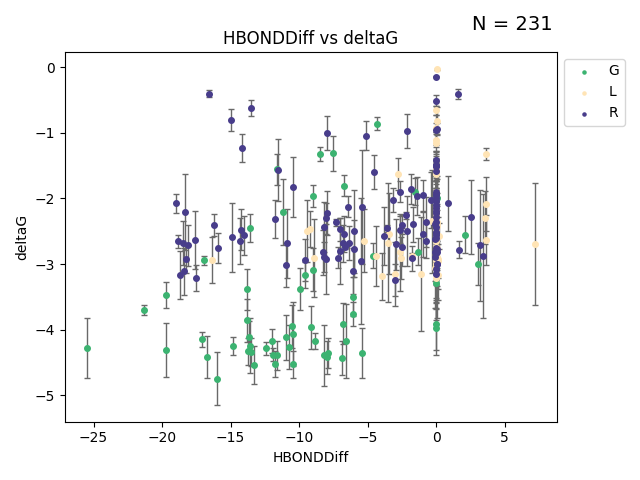 N = 231
HBONDDiff vs deltaG
G
L
R
deltaG
0
−1
−2
−3
−4
−5
−25
−20
−15
−10
−5
0
5
HBONDDiff